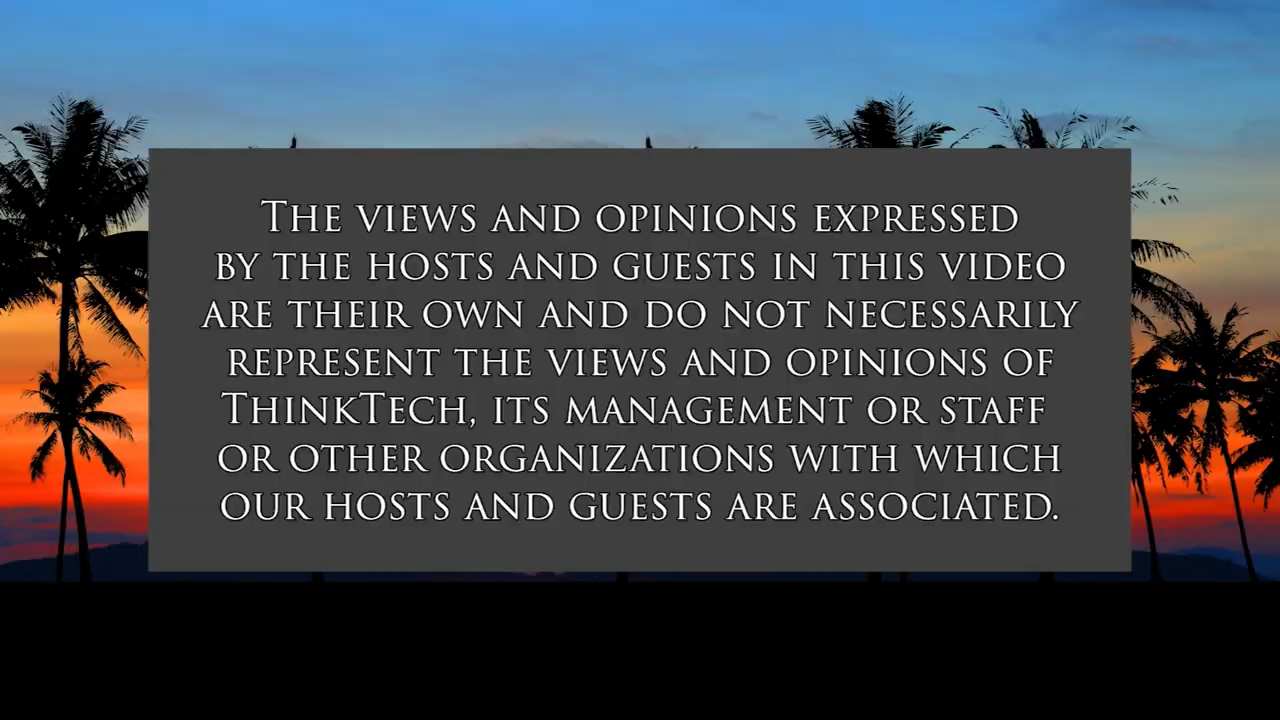 The views and opinions expressed
by the hosts and guests in this video
are their own and do not necessarily
represent the views and opinions of
ThinkTech, its management or staff
or other organizations with which
our hosts and guests are associated.